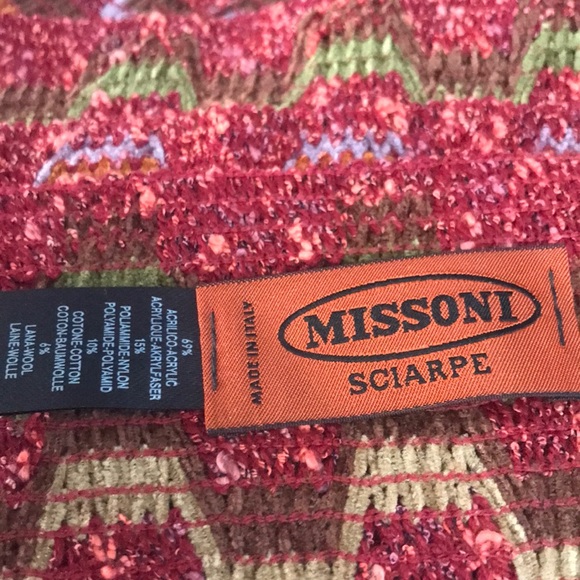 MISSONI
SCIARPE
MADE IN ITALY
69%
ACRILICO-ACRYLIC
ACRYLIQUE-AKRYLFASER
15%
POLIAMMIDE-NYLON
POLYAMIDE-POLYAMID
10%
COTONE-COTTON
COTON-BAUMWOLLE
6%
LANA-WOOL
LAINE-WOLLE